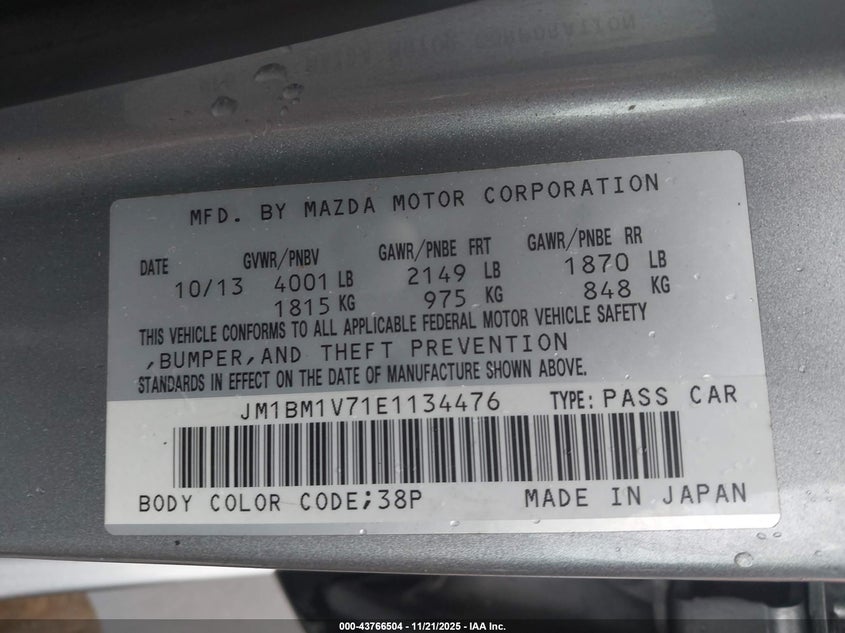 MFD. BY MAZDA MOTOR CORPORATION
DATE GVWR/PNBV GAWR/PNBE FRT GAWR/PNBE RR
10/13 4001 LB 2149 LB 1870 LB
1815 KG 975 KG 848 KG
THIS VEHICLE CONFORMS TO ALL APPLICABLE FEDERAL MOTOR VEHICLE SAFETY
,BUMPER,AND THEFT PREVENTION
STANDARDS IN EFFECT ON THE DATE OF MANUFACTURE SHOWN ABOVE.
JM1BM1V71E1134476 TYPE: PASS CAR
BODY COLOR CODE;38P MADE IN JAPAN
000-43766504 - 11/21/2025 - IAA Inc.